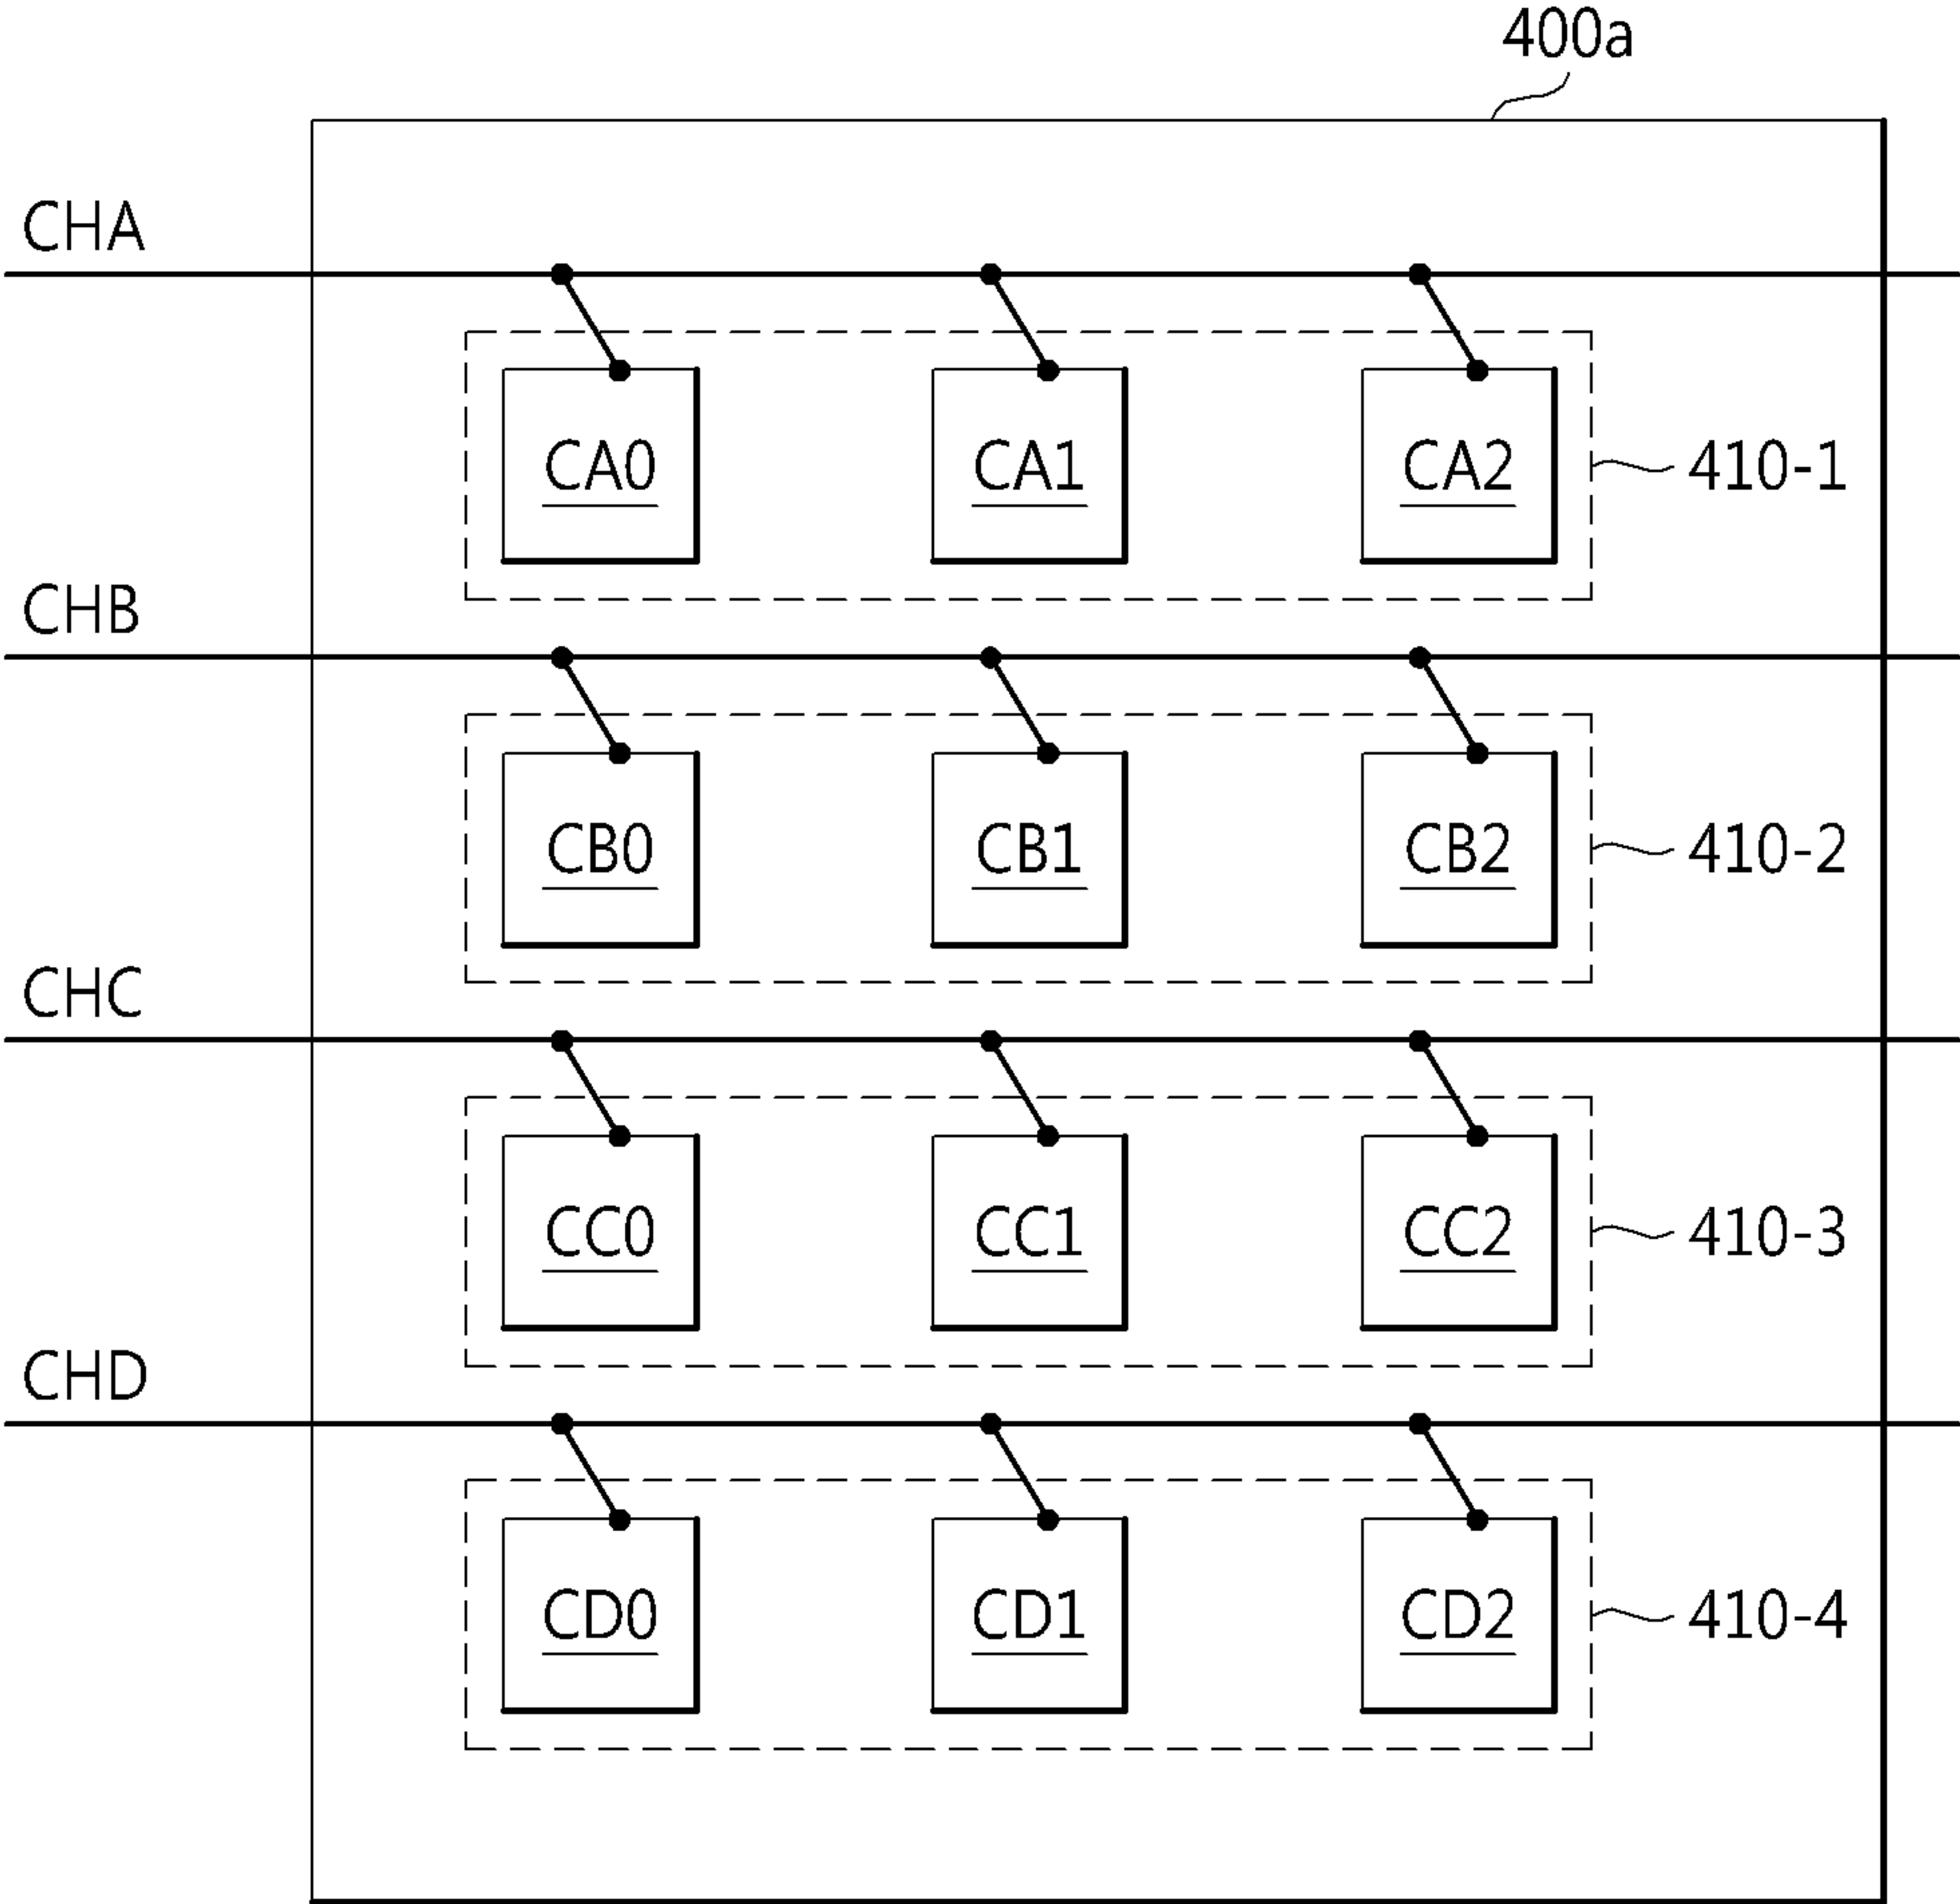 400a
CHA
CA0 CA1 CA2 410-1
CHB
CB0 CB1 CB2 410-2
CHC
CC0 CC1 CC2 410-3
CHD
CD0 CD1 CD2 410-4